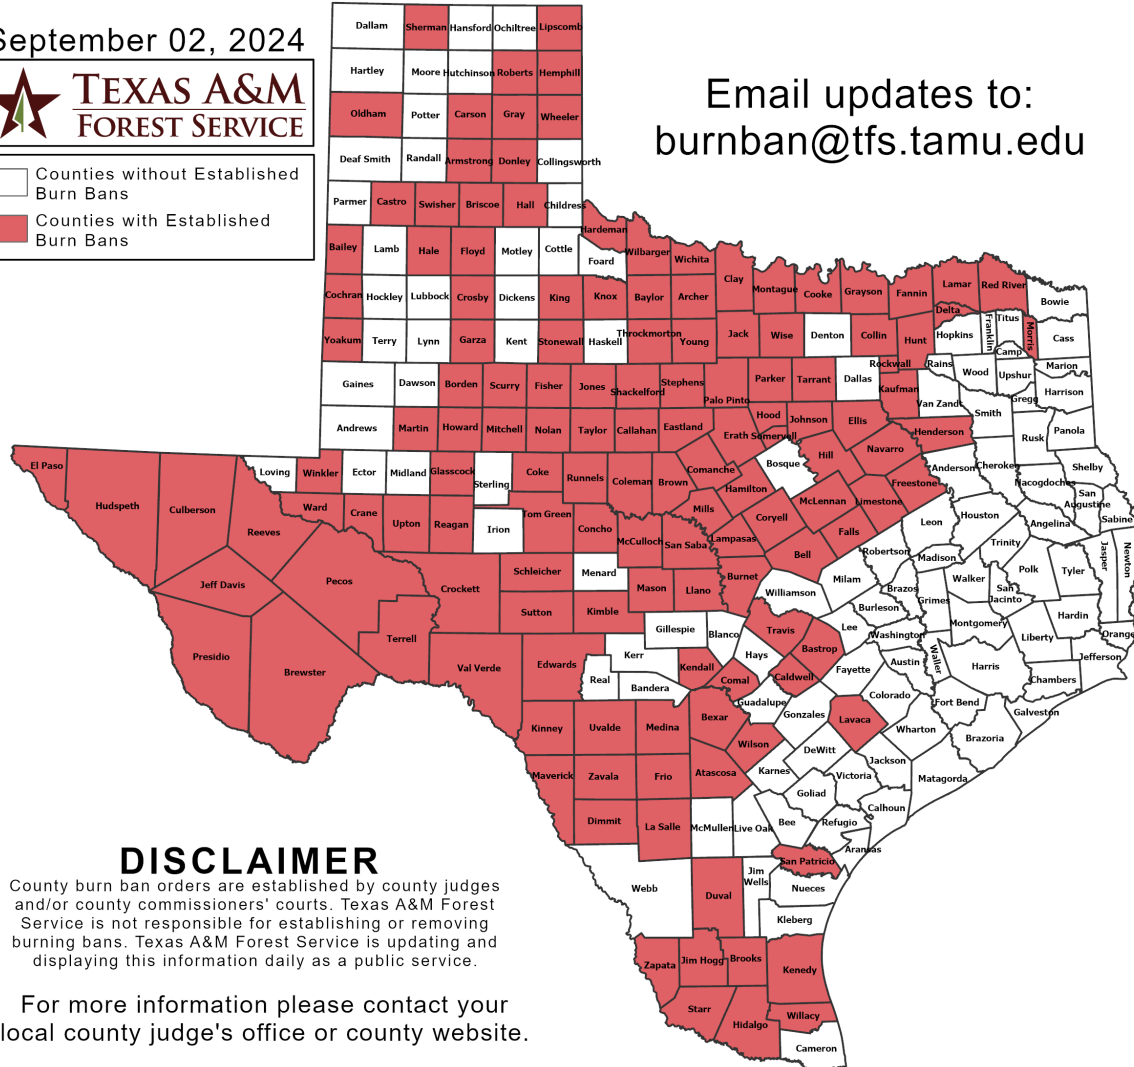 September 02, 2024
TEXAS A&M
FOREST SERVICE
Counties without Established
Burn Bans
Counties with Established
Burn Bans
Email updates to:
burnban@tfs.tamu.edu
Dallam Sherman Hansford Ochiltree Lipscomb
Hartley Moore Hutchinson Roberts Hemphill
Oldham Potter Carson Gray Wheeler
Deaf Smith Randall Armstrong Donley Collingsworth
Parmer Castro Swisher Briscoe Hall Childress
Hardeman
Bailey Lamb Hale Floyd Motley Cottle Foard Wilbarger Wichita
Clay Montague Cooke Grayson Fannin Lamar Red River Bowie
Cochran Hockley Lubbock Crosby Dickens King Knox Baylor Archer
Delta Titus Franklin Morris
Yoakum Terry Lynn Garza Kent Stonewall Haskell Throckmorton Young Jack Wise Denton Collin Hunt Hopkins Cass
Camp
Rockwall Rains Wood Upshur Marion
Gaines Dawson Borden Scurry Fisher Jones Shackelford Stephens Palo Pinto Parker Tarrant Dallas Kaufman Van Zandt Gregg Harrison
Andrews Martin Howard Mitchell Nolan Taylor Callahan Eastland Erath Hood Somervell Johnson Ellis Henderson Smith Rusk Panola
El Paso Loving Winkler Ector Midland Glasscock Sterling Coke Runnels Coleman Brown Comanche Bosque Hill Navarro Anderson Cherokee Nacogdoches Shelby
Hudspeth Culberson Reeves Ward Crane Upton Reagan Irion Tom Green Concho McCulloch San Saba Mills Hamilton Coryell McLennan Limestone Freestone Leon Houston Angelina San
Augustine Sabine
Lampasas Bell Falls Robertson Madison Trinity Polk Tyler Jasper Newton
Jeff Davis Pecos Crockett Schleicher Menard Mason Llano Burnet Williamson Milam Brazos Grimes Walker San
Jacinto
Sutton Kimble Burleson Montgomery Liberty Hardin
Presidio Brewster Terrell Val Verde Edwards Gillespie Blanco Travis Bastrop Lee Washington Orange
Kerr Kendall Hays Caldwell Fayette Austin Waller Harris Jefferson
Real Bandera Comal Guadalupe Gonzales Colorado Fort Bend Chambers
Galveston
Kinney Uvalde Medina Bexar Wilson Lavaca Wharton Brazoria
Maverick Zavala Frio Atascosa Karnes DeWitt Victoria Jackson Matagorda
Goliad Calhoun
Dimmit La Salle McMullen Live Oak Bee Refugio
Aransas
San Patricio
Webb Duval Jim
Wells Nueces
Kleberg
Zapata Jim Hogg Brooks Kenedy
Starr Hidalgo Willacy
Cameron
DISCLAIMER
County burn ban orders are established by county judges
and/or county commissioners' courts. Texas A&M Forest
Service is not responsible for establishing or removing
burning bans. Texas A&M Forest Service is updating and
displaying this information daily as a public service.
For more information please contact your
local county judge's office or county website.